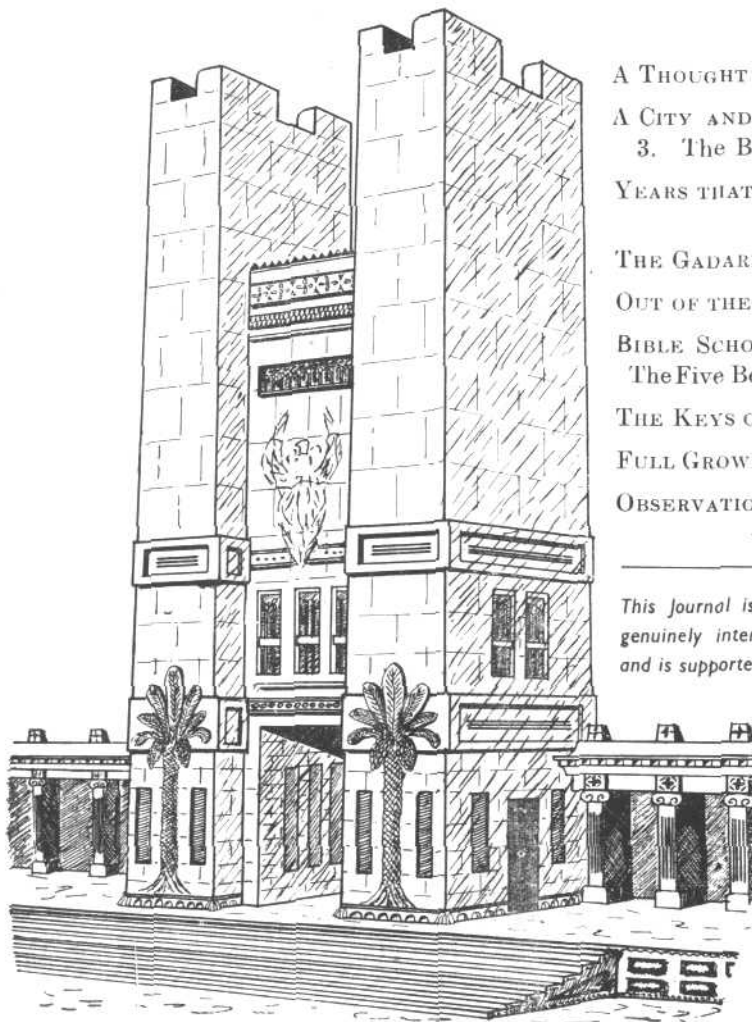 A THOUGHT
A CITY AND
3. The B
YEARS THAT
THE GADAR
OUT OF THE
BIBLE SCHO
The Five Bo
THE KEYS O
FULL GROW
OBSERVATIO
This Journal is
genuinely inter
and is supporte